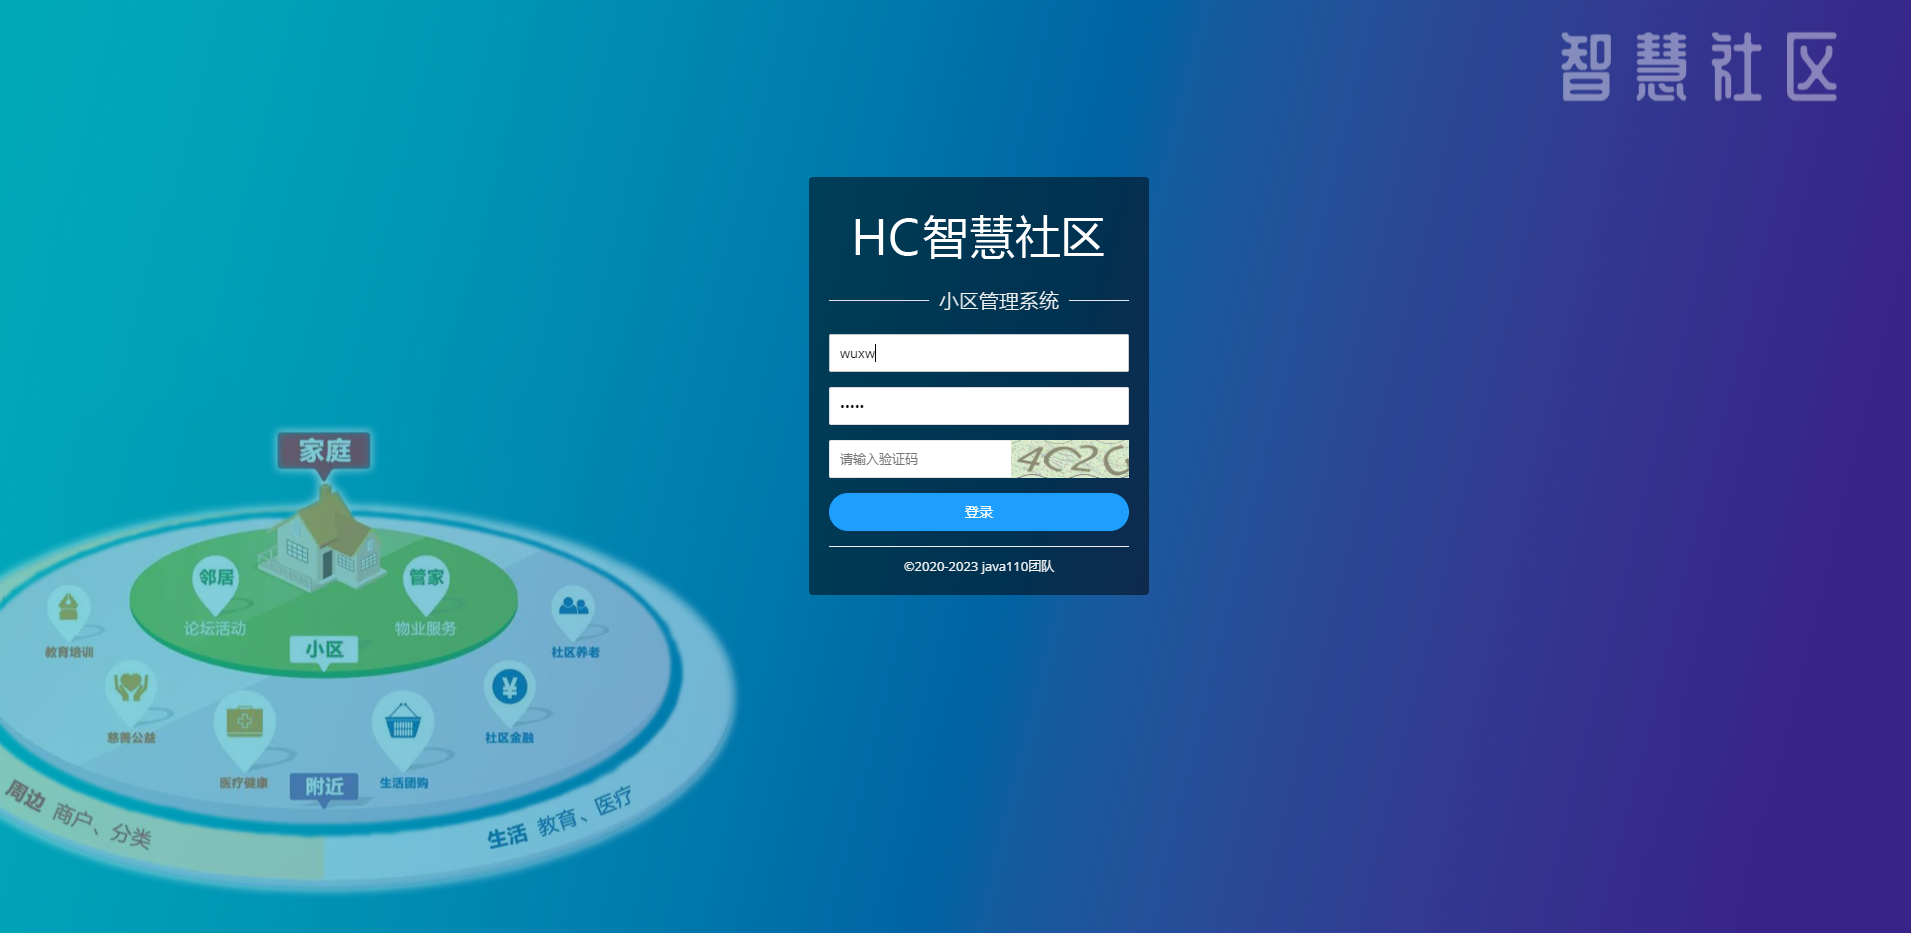 智慧社区
HC智慧社区
小区管理系统
wuxw
•••••
请输入验证码
登录
©2020-2023 java110团队
家庭
邻居
管家
论坛活动
物业服务
小区
教育培训
社区养老
慈善公益
社区金融
医疗健康
附近
生活团购
周边 商户、分类
生活 教育、医疗